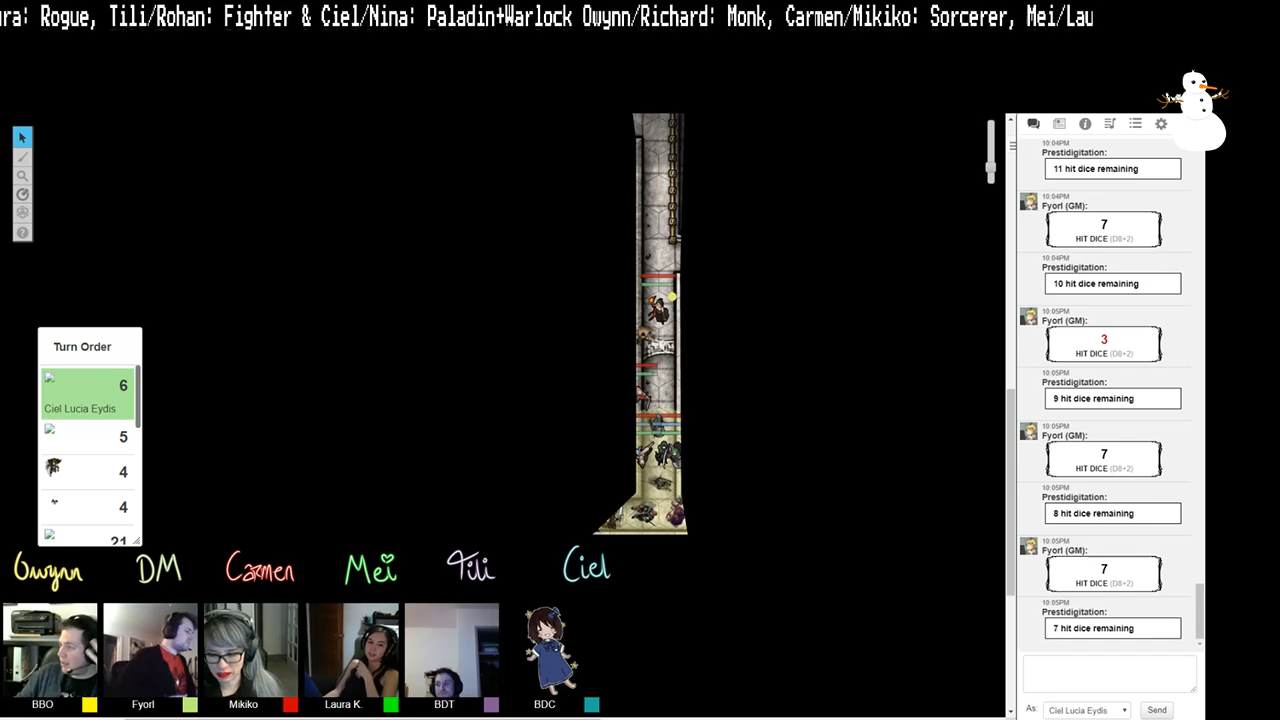 ura: Rogue, Tili/Rohan: Fighter & Ciel/Nina: Paladin+Warlock Owynn/Richard: Monk, Carmen/Mikiko: Sorcerer, Mei/Lau
10:04PM
Prestidigitation:
11 hit dice remaining
10:04PM
Fyorl (GM):
7
HIT DICE (D8+2)
10:04PM
Prestidigitation:
10 hit dice remaining
10:05PM
Fyorl (GM):
3
HIT DICE (D8+2)
10:05PM
Prestidigitation:
9 hit dice remaining
10:05PM
Fyorl (GM):
7
HIT DICE (D8+2)
10:05PM
Prestidigitation:
8 hit dice remaining
10:05PM
Fyorl (GM):
7
HIT DICE (D8+2)
10:05PM
Prestidigitation:
7 hit dice remaining
As: Ciel Lucia Eydis Send
Turn Order
6
Ciel Lucia Eydis
5
4
4
21
Owynn DM Carmen Mei Tili Ciel
BBO Fyorl Mikiko Laura K. BDT BDC